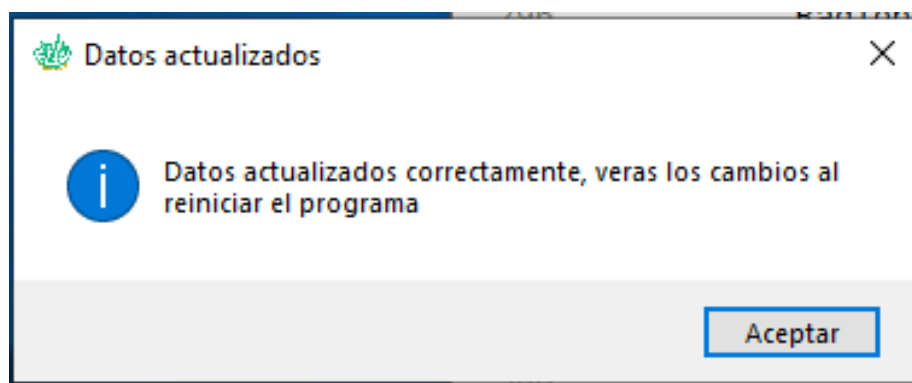 Datos actualizados
Datos actualizados correctamente, veras los cambios al
reiniciar el programa
Aceptar